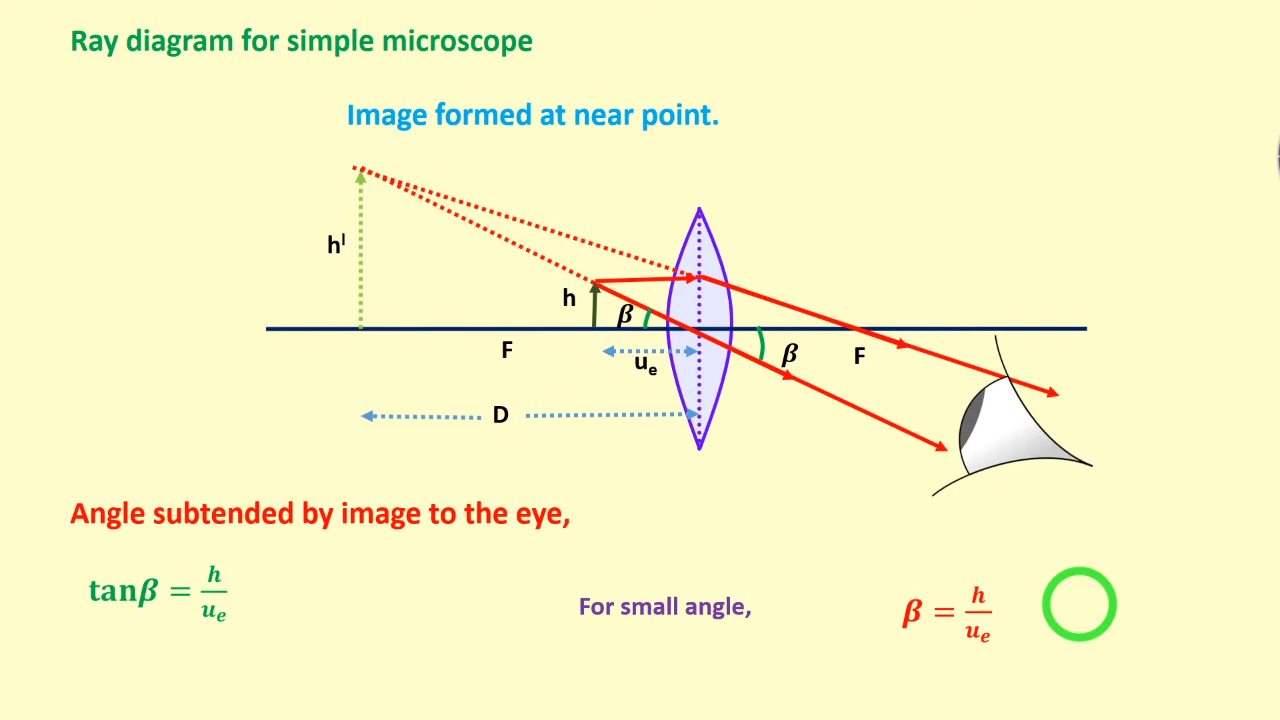 Ray diagram for simple microscope
Image formed at near point.
hˡ
h
β
F
uₑ
β
F
D
Angle subtended by image to the eye,
tanβ = h/uₑ
For small angle,
β = h/uₑ